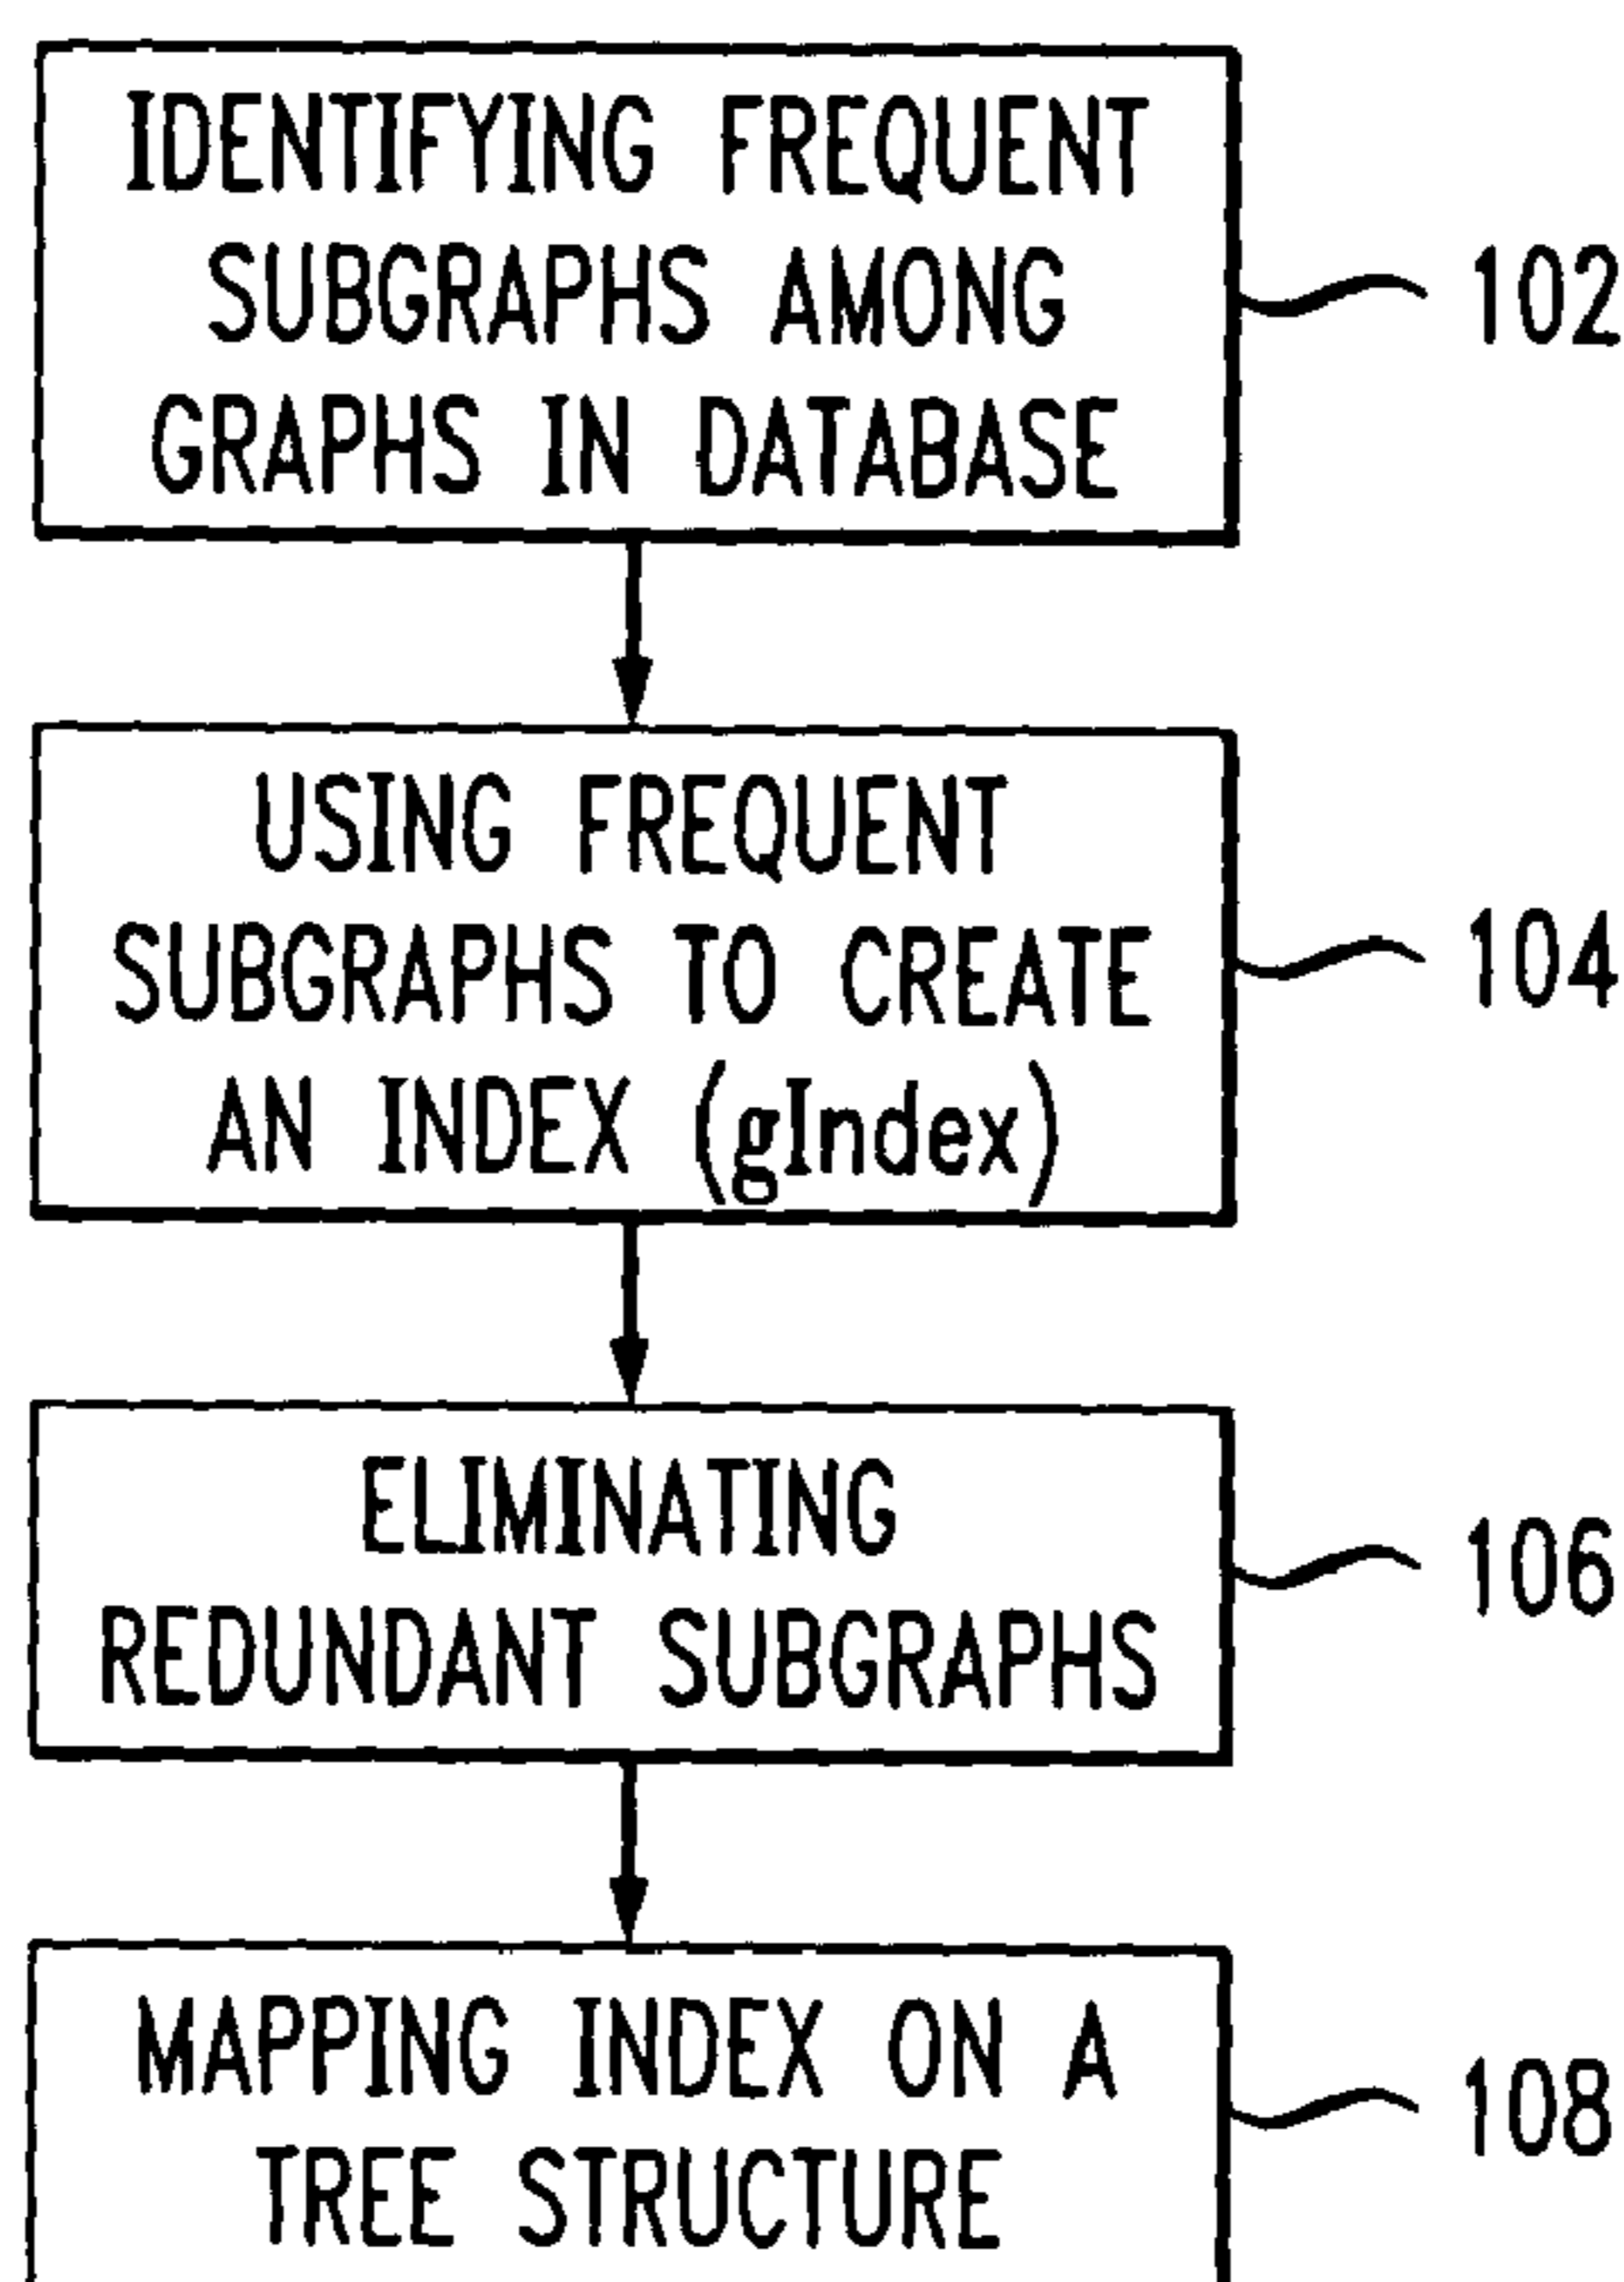 IDENTIFYING FREQUENT
SUBGRAPHS AMONG
GRAPHS IN DATABASE
102
USING FREQUENT
SUBGRAPHS TO CREATE
AN INDEX (gIndex)
104
ELIMINATING
REDUNDANT SUBGRAPHS
106
MAPPING INDEX ON A
TREE STRUCTURE
108